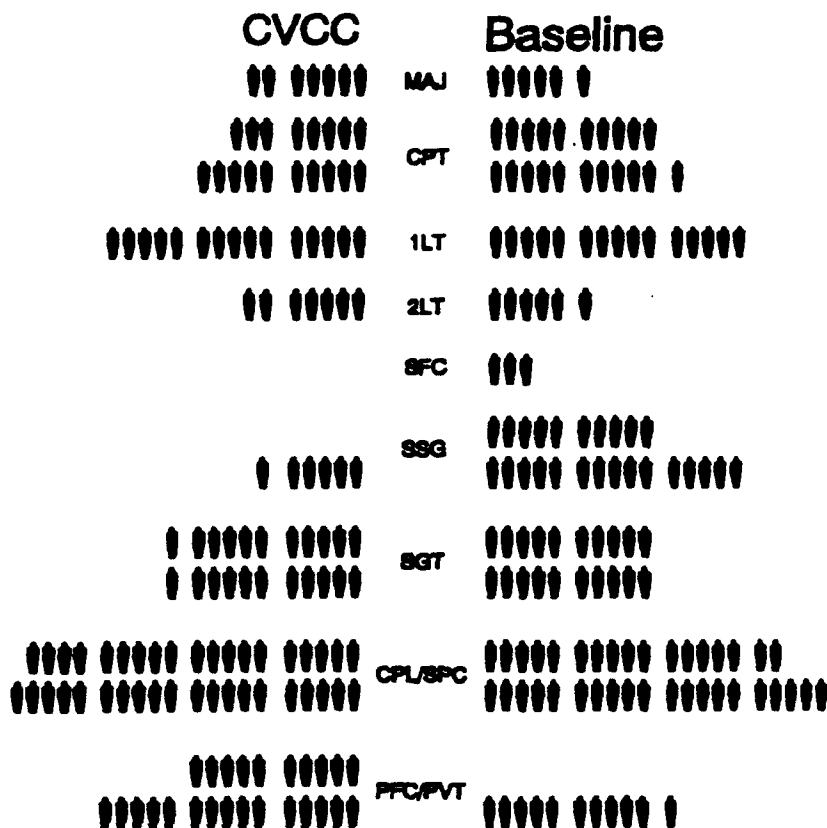 CVCC Baseline
MAJ
CPT
1LT
2LT
SFC
SSG
SGT
CPL/SPC
PFC/PVT